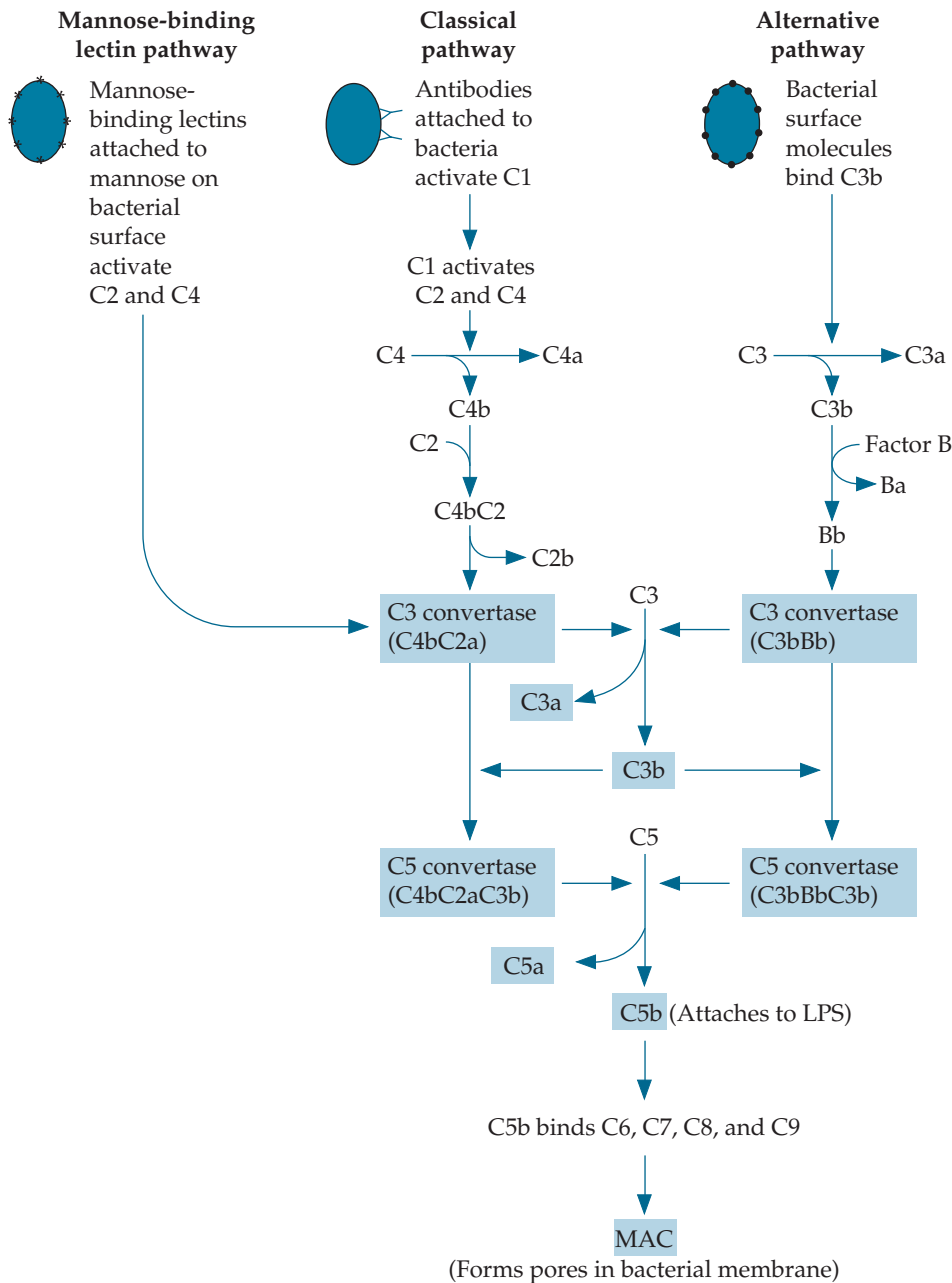 Mannose-binding
lectin pathway
Mannose-
binding lectins
attached to
mannose on
bacterial
surface
activate
C2 and C4
Classical
pathway
Antibodies
attached to
bacteria
activate C1
C1 activates
C2 and C4
C4
C4a
C4b
C2
C4bC2
C2b
C3 convertase
(C4bC2a)
Alternative
pathway
Bacterial
surface
molecules
bind C3b
C3
C3a
C3b
Factor B
Ba
Bb
C3 convertase
(C3bBb)
C3
C3a
C3b
C5 convertase
(C4bC2aC3b)
C5
C5 convertase
(C3bBbC3b)
C5a
C5b (Attaches to LPS)
C5b binds C6, C7, C8, and C9
MAC
(Forms pores in bacterial membrane)